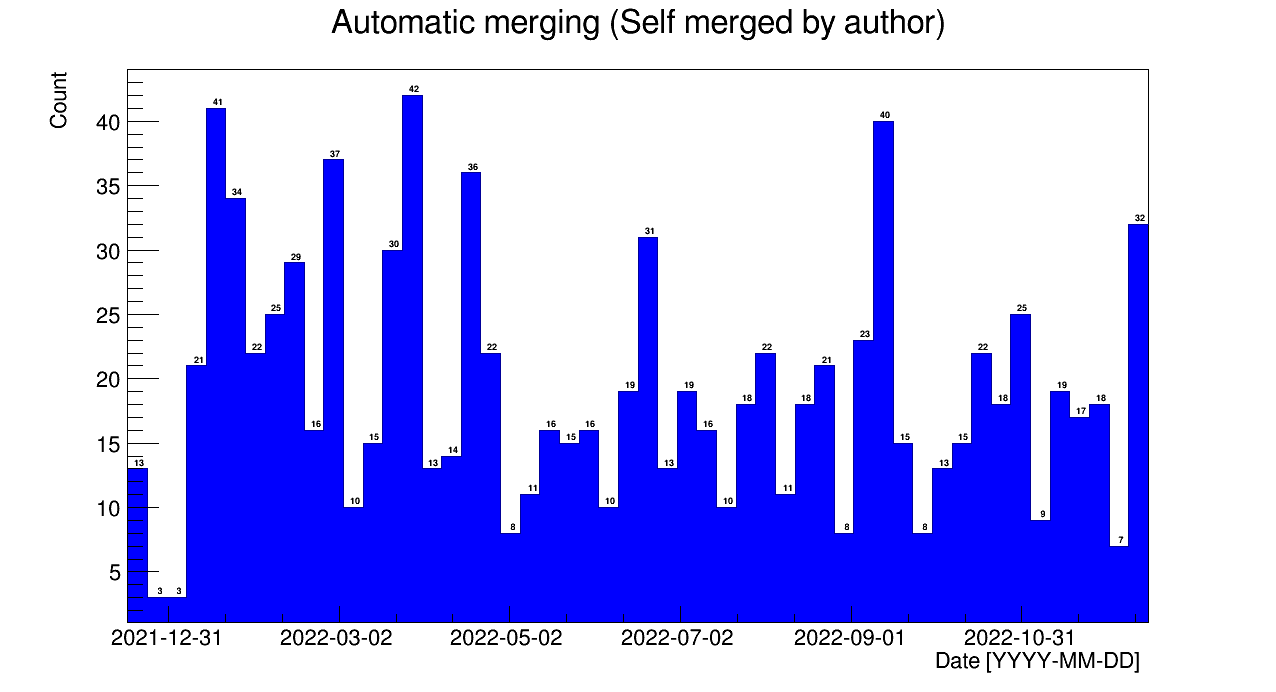 Automatic merging (Self merged by author)
Count
40
35
30
25
20
15
10
5
13 3 3 21 41 34 22 25 29 16 37 10 15 30 42 13 14 36 22 8 11 16 15 16 10 19 31 13 19 16 10 18 22 11 18 21 8 23 40 15 8 13 15 22 18 25 9 19 17 18 7 32
2021-12-31 2022-03-02 2022-05-02 2022-07-02 2022-09-01 2022-10-31
Date [YYYY-MM-DD]